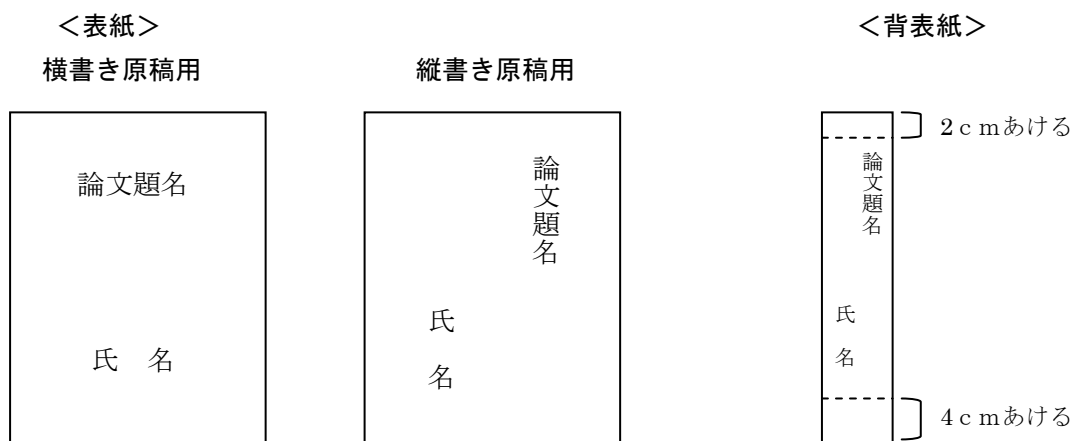 ＜表紙＞
横書き原稿用
論文題名
氏　名
縦書き原稿用
論文題名
氏　名
＜背表紙＞
2ｃｍあける
論文題名
氏　名
4ｃｍあける